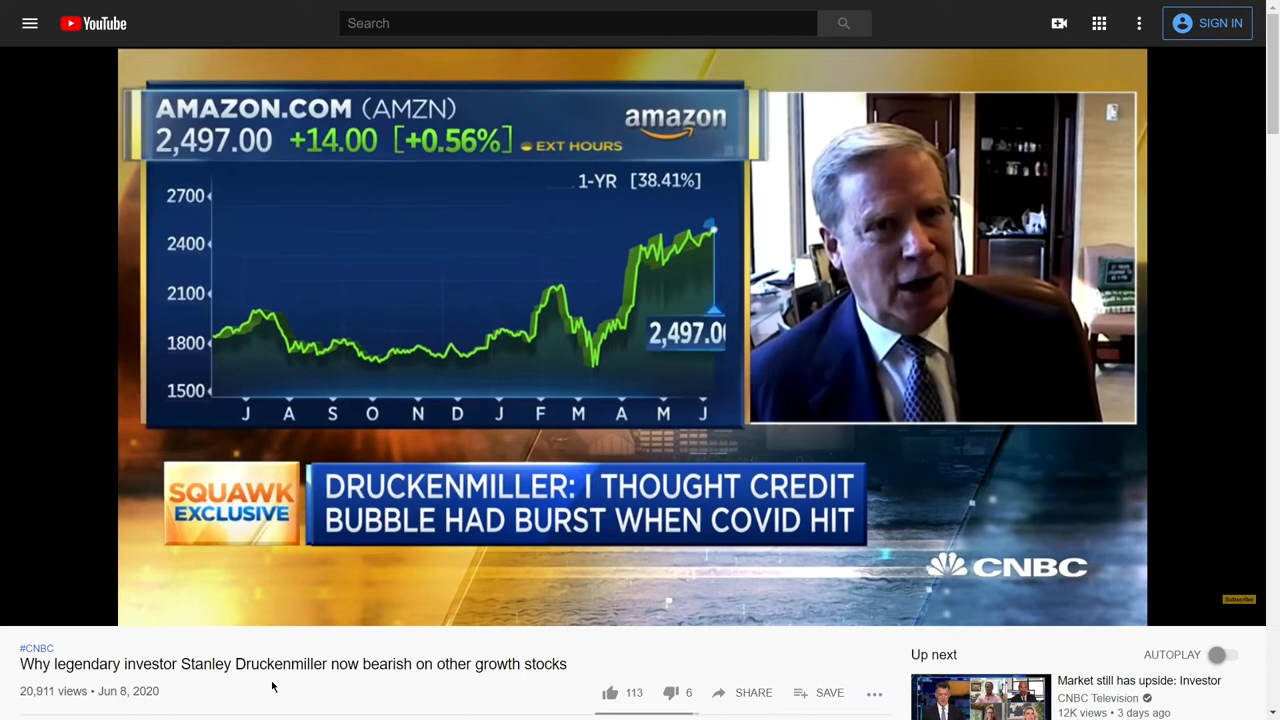 YouTube
Search
SIGN IN
AMAZON.COM (AMZN)
2,497.00 +14.00 [+0.56%] EXT HOURS
amazon
1-YR [38.41%]
2700
2400
2100
1800
1500
2,497.00
J A S O N D J F M A M J
SQUAWK
EXCLUSIVE
DRUCKENMILLER: I THOUGHT CREDIT
BUBBLE HAD BURST WHEN COVID HIT
CNBC
Subscribe
#CNBC
Why legendary investor Stanley Druckenmiller now bearish on other growth stocks
20,911 views • Jun 8, 2020
113
6
SHARE
SAVE
Up next
AUTOPLAY
Market still has upside: Investor
CNBC Television
12K views • 3 days ago